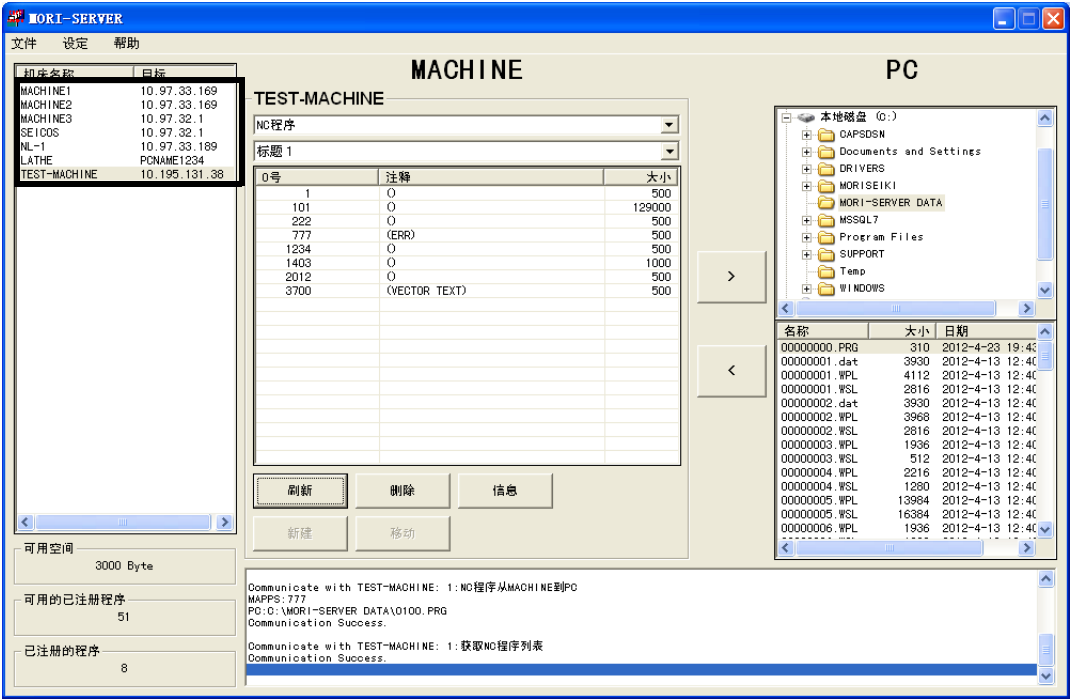 MORI-SERVER
文件 设定 帮助
机床名称 目标
MACHINE1 10.97.33.169
MACHINE2 10.97.33.169
MACHINE3 10.97.32.1
SEICOS 10.97.32.1
NL-1 10.97.33.189
LATHE PCNAME1234
TEST-MACHINE 10.195.131.38
可用空间
3000 Byte
可用的已注册程序
51
已注册的程序
8
MACHINE
TEST-MACHINE
NC程序
标题 1
O号 注释 大小
1 () 500
101 () 129000
222 () 500
777 (ERR) 500
1234 () 500
1403 () 1000
2012 () 500
3700 (VECTOR TEXT) 500
刷新 删除 信息
新建 移动
>
<
PC
本地磁盘 (C:)
CAPSDSN
Documents and Settings
DRIVERS
MORISEIKI
MORI-SERVER DATA
MSSQL7
Program Files
SUPPORT
Temp
WINDOWS
名称 大小 日期
00000000.PRG 310 2012-4-23 19:43
00000001.dat 3930 2012-4-13 12:40
00000001.WPL 4112 2012-4-13 12:40
00000001.WSL 2816 2012-4-13 12:40
00000002.dat 3930 2012-4-13 12:40
00000002.WPL 3968 2012-4-13 12:40
00000002.WSL 2816 2012-4-13 12:40
00000003.WPL 1936 2012-4-13 12:40
00000003.WSL 512 2012-4-13 12:40
00000004.WPL 2216 2012-4-13 12:40
00000004.WSL 1280 2012-4-13 12:40
00000005.WPL 13984 2012-4-13 12:40
00000005.WSL 16384 2012-4-13 12:40
00000006.WPL 1936 2012-4-13 12:40
Communicate with TEST-MACHINE: 1:NC程序从MACHINE到PC
MAPPS:777
PC:C:\MORI-SERVER DATA\O100.PRG
Communication Success.
Communicate with TEST-MACHINE: 1:获取NC程序列表
Communication Success.